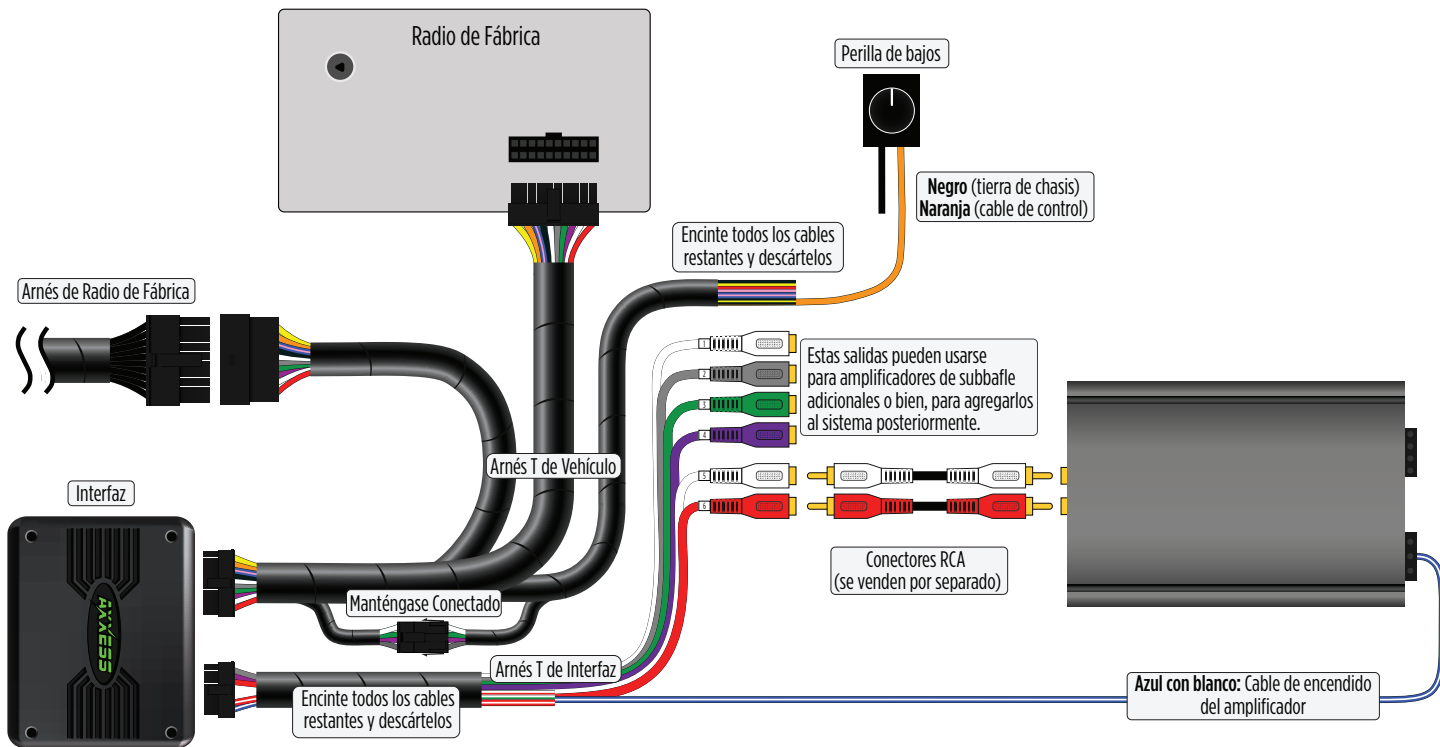 Radio de Fábrica
Perilla de bajos
Negro (tierra de chasis)
Naranja (cable de control)
Encinte todos los cables
restantes y descártelos
Arnés de Radio de Fábrica
1
2
3
4
5
6
Estas salidas pueden usarse
para amplificadores de subbafle
adicionales o bien, para agregarlos
al sistema posteriormente.
Arnés T de Vehículo
Interfaz
AXXESS
Conectores RCA
(se venden por separado)
Manténgase Conectado
Arnés T de Interfaz
Encinte todos los cables
restantes y descártelos
Azul con blanco: Cable de encendido
del amplificador